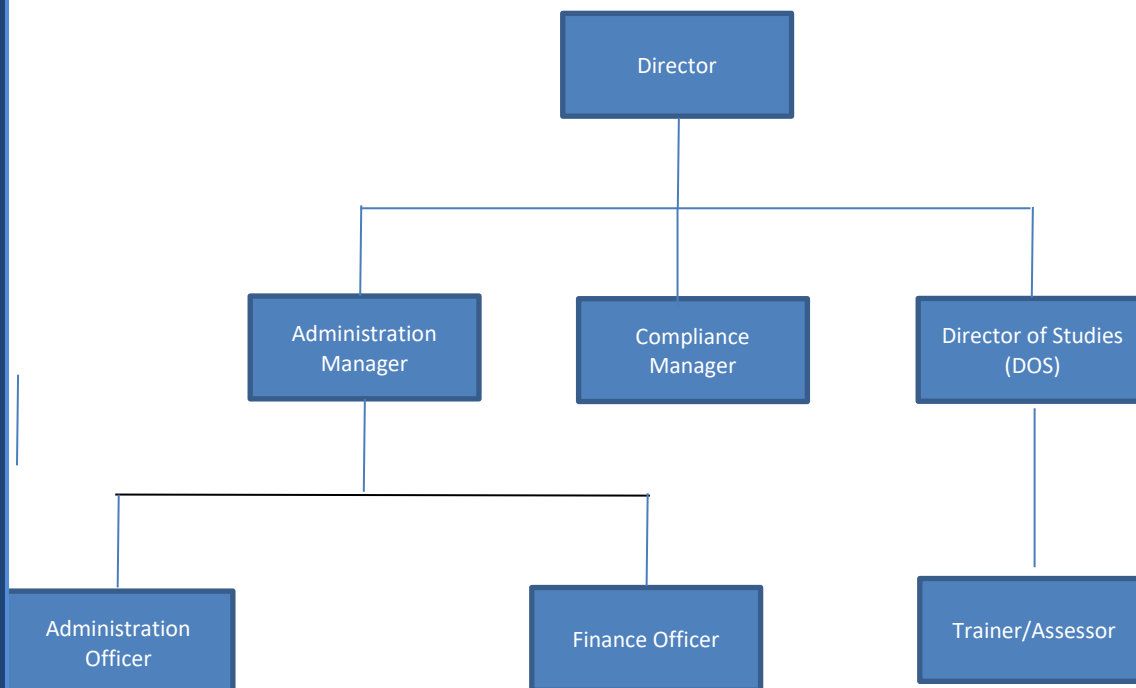 Director
Administration
Manager
Compliance
Manager
Director of Studies
(DOS)
Administration
Officer
Finance Officer
Trainer/Assessor